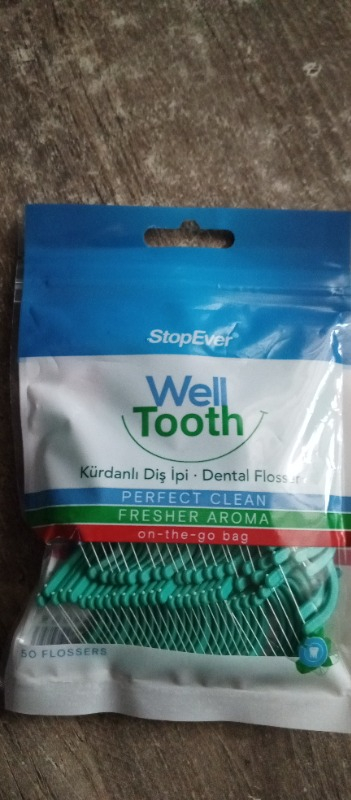 StopEver
Well
Tooth
Kürdanlı Diş İpi · Dental Flosser
PERFECT CLEAN
FRESHER AROMA
on-the-go bag
50 FLOSSERS